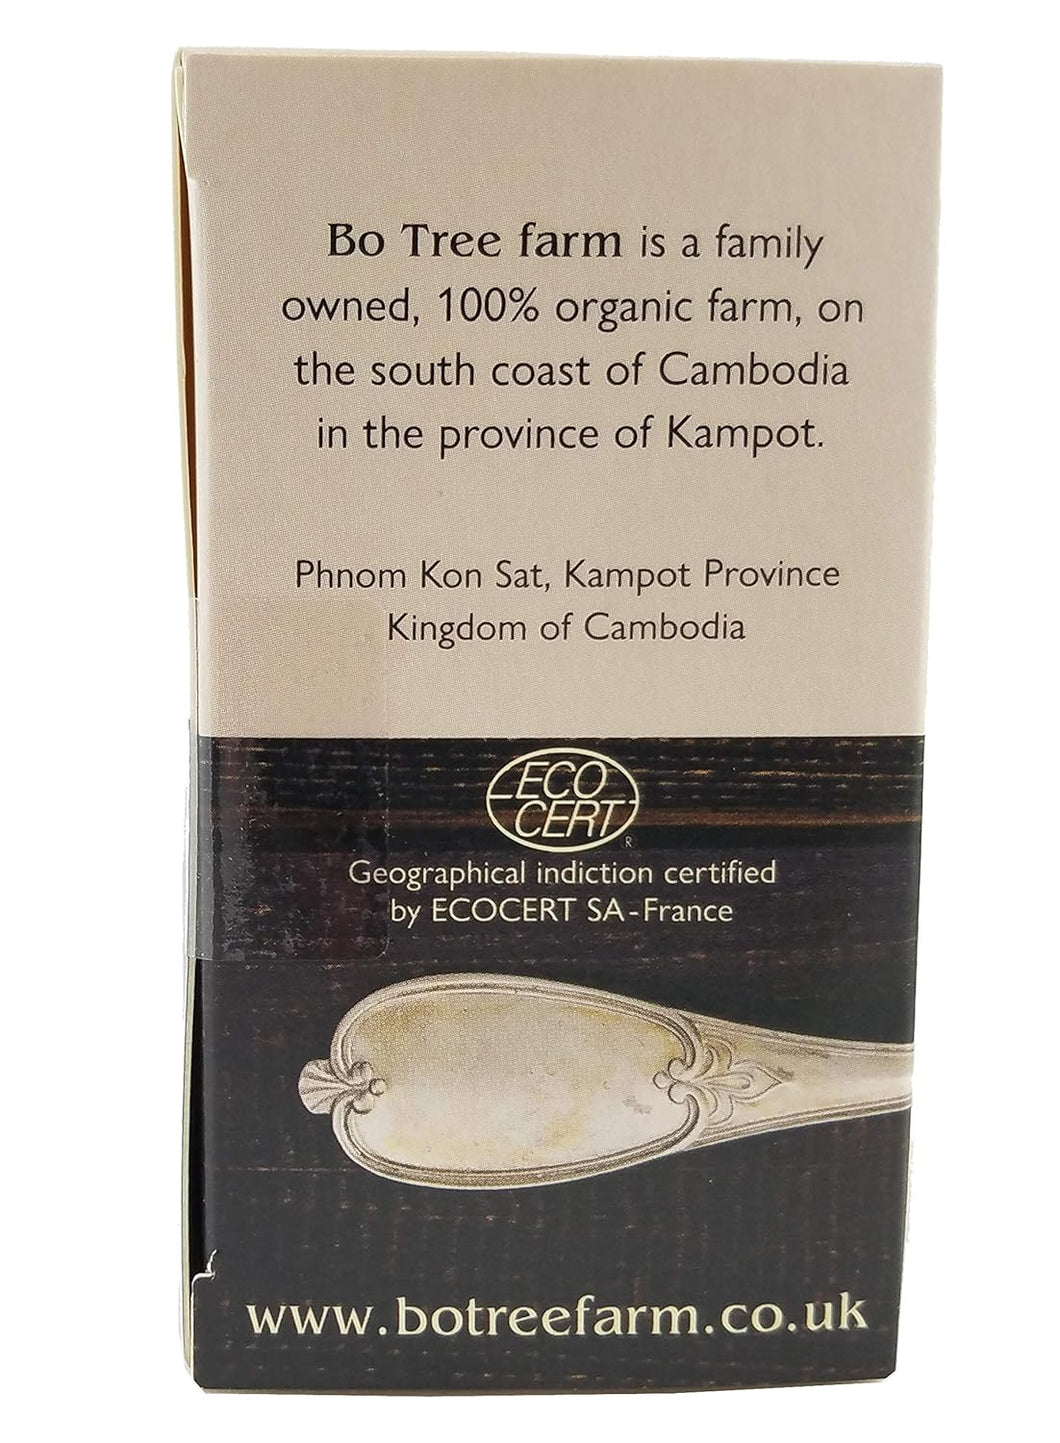 Bo Tree farm is a family
owned, 100% organic farm, on
the south coast of Cambodia
in the province of Kampot.
Phnom Kon Sat, Kampot Province
Kingdom of Cambodia
ECO
CERT
®
Geographical indiction certified
by ECOCERT SA-France
www.botreefarm.co.uk